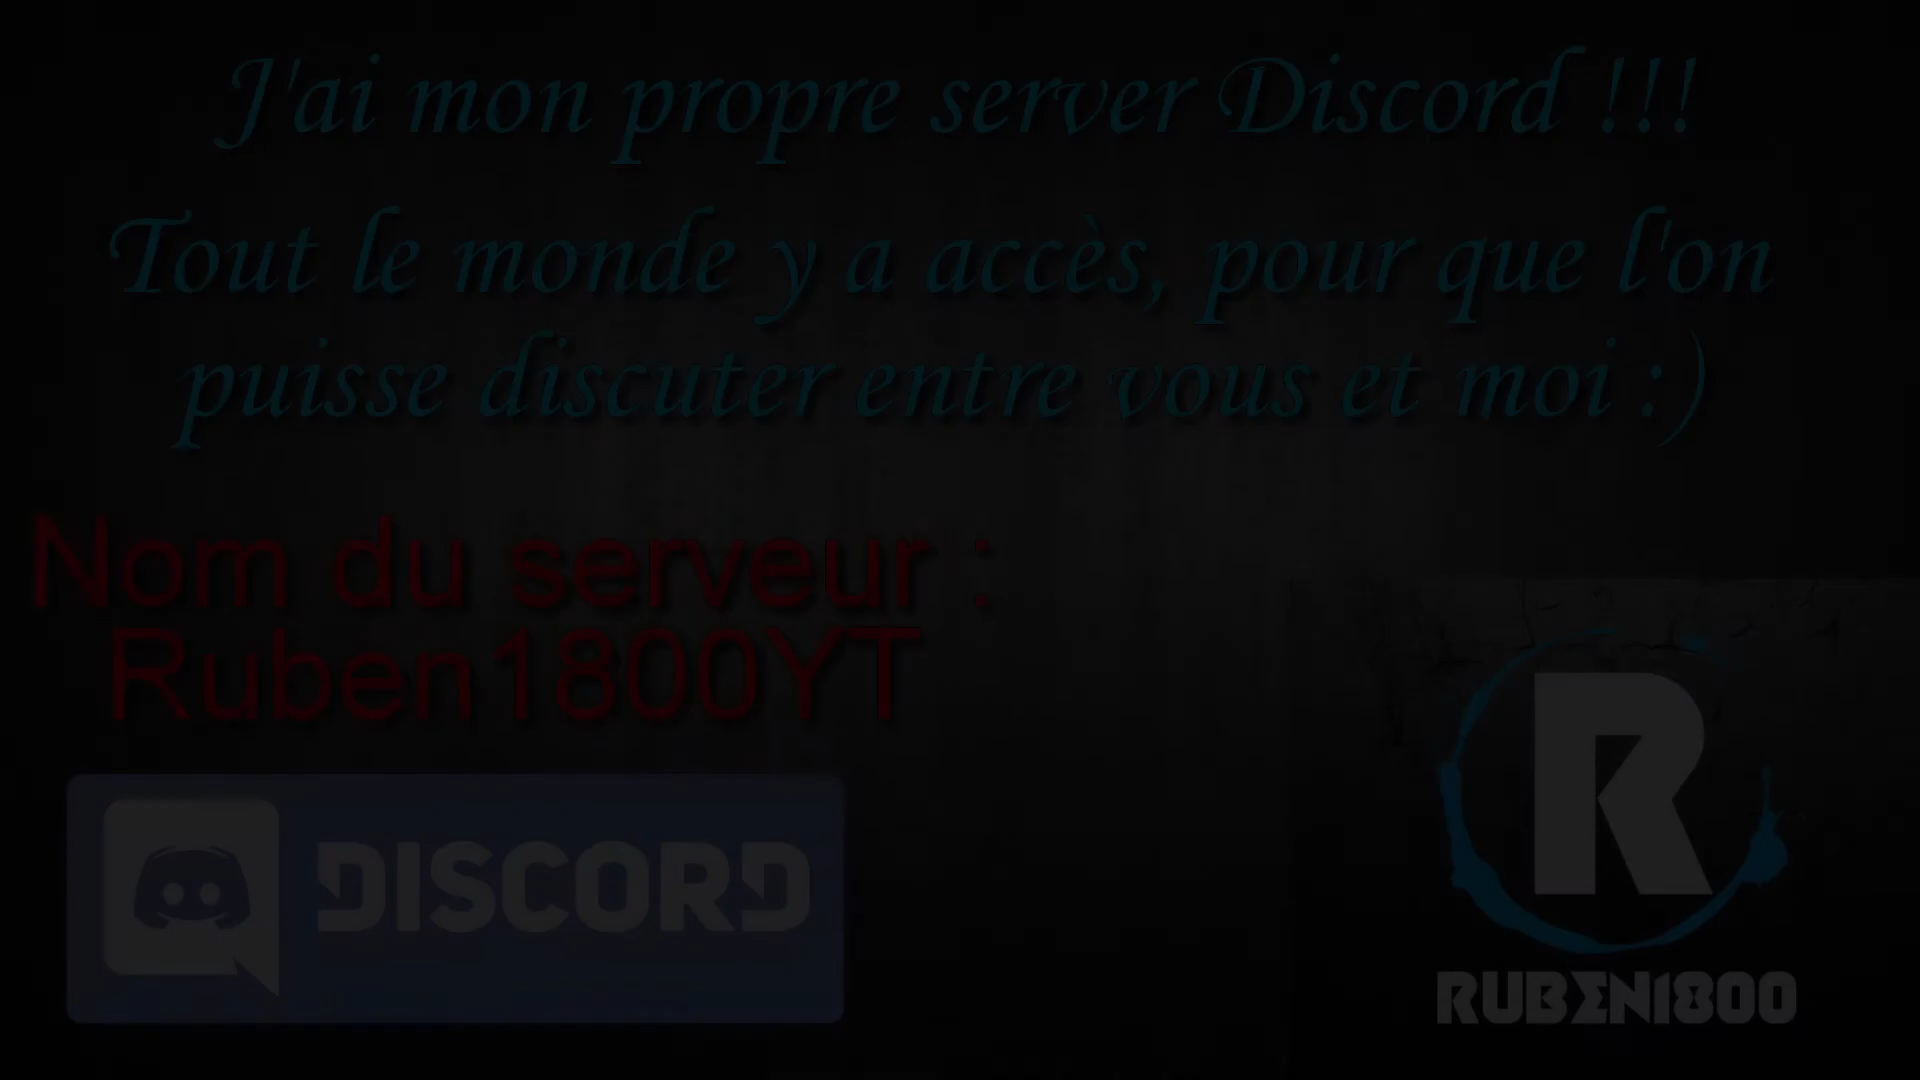 J'ai mon propre server Discord !!!
Tout le monde y a accès, pour que l'on
puisse discuter entre vous et moi :)
Nom du serveur :
Ruben1800YT
DISCORD
R
RUBEN1800